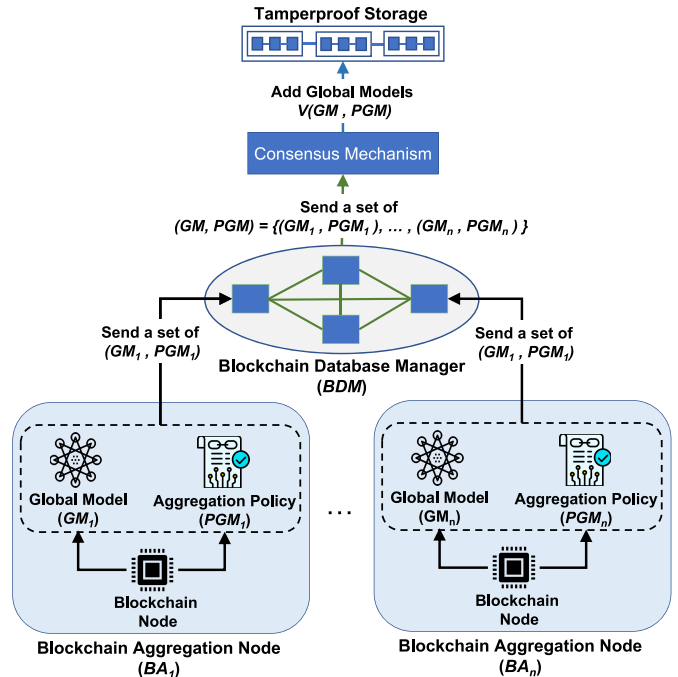 Tamperproof Storage
Add Global Models
V(GM , PGM)
Consensus Mechanism
Send a set of
(GM, PGM) = {(GM₁ , PGM₁ ), … , (GMₙ , PGMₙ ) }
Send a set of
(GM₁ , PGM₁)
Send a set of
(GM₁ , PGM₁)
Blockchain Database Manager
(BDM)
Global Model
(GM₁)
Aggregation Policy
(PGM₁)
Blockchain
Node
Blockchain Aggregation Node
(BA₁)
…
Global Model
(GMₙ)
Aggregation Policy
(PGMₙ)
Blockchain
Node
Blockchain Aggregation Node
(BAₙ)